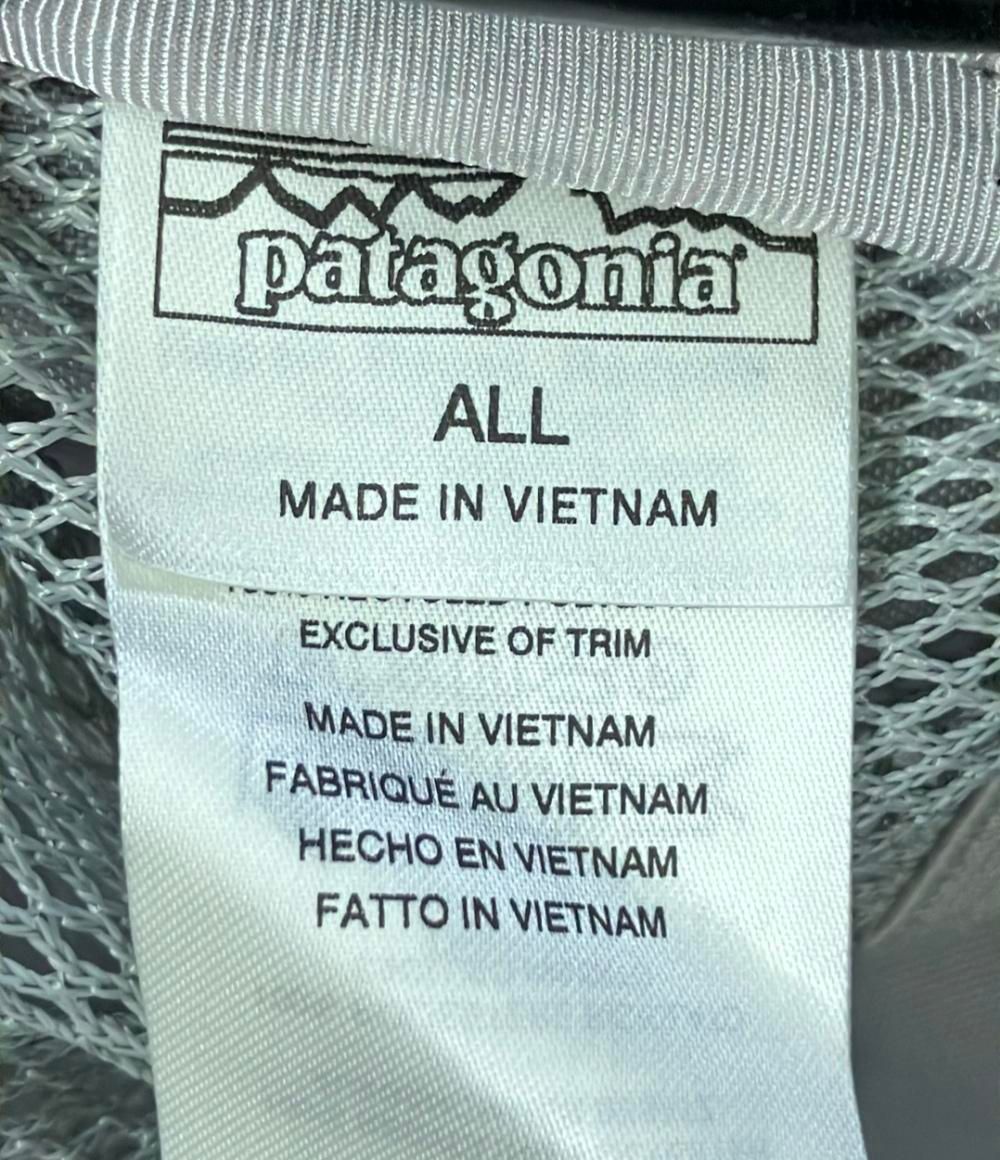 patagonia
ALL
MADE IN VIETNAM
EXCLUSIVE OF TRIM
MADE IN VIETNAM
FABRIQUÉ AU VIETNAM
HECHO EN VIETNAM
FATTO IN VIETNAM